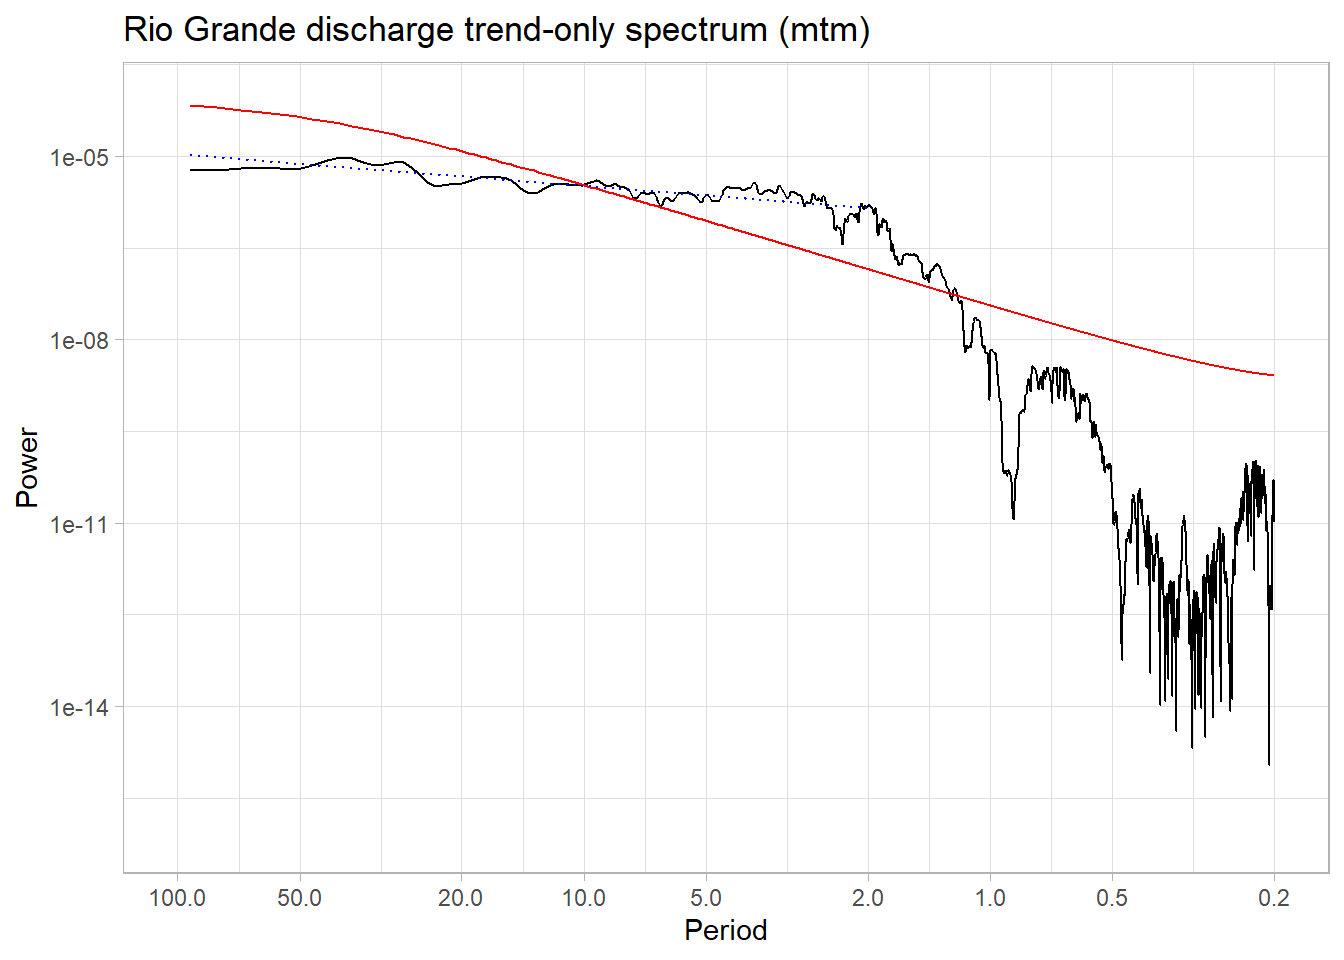 Rio Grande discharge trend-only spectrum (mtm)
1e-05
1e-08
1e-11
1e-14
Power
100.0 50.0 20.0 10.0 5.0 2.0 1.0 0.5 0.2
Period